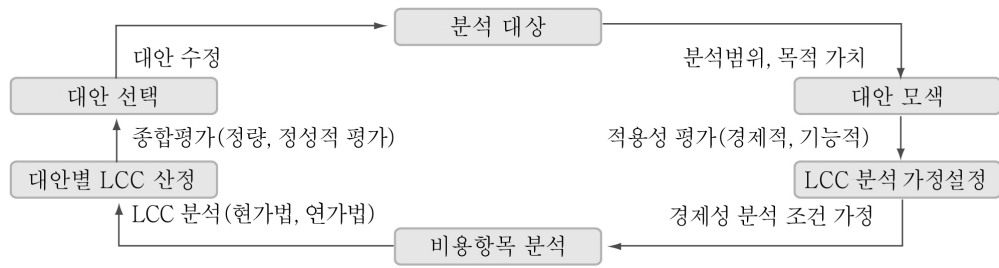 분석 대상
대안 수정
분석범위, 목적 가치
대안 선택
대안 모색
종합평가(정량, 정성적 평가)
적용성 평가(경제적, 기능적)
대안별 LCC 산정
LCC 분석 가정설정
LCC 분석(현가법, 연가법)
경제성 분석 조건 가정
비용항목 분석